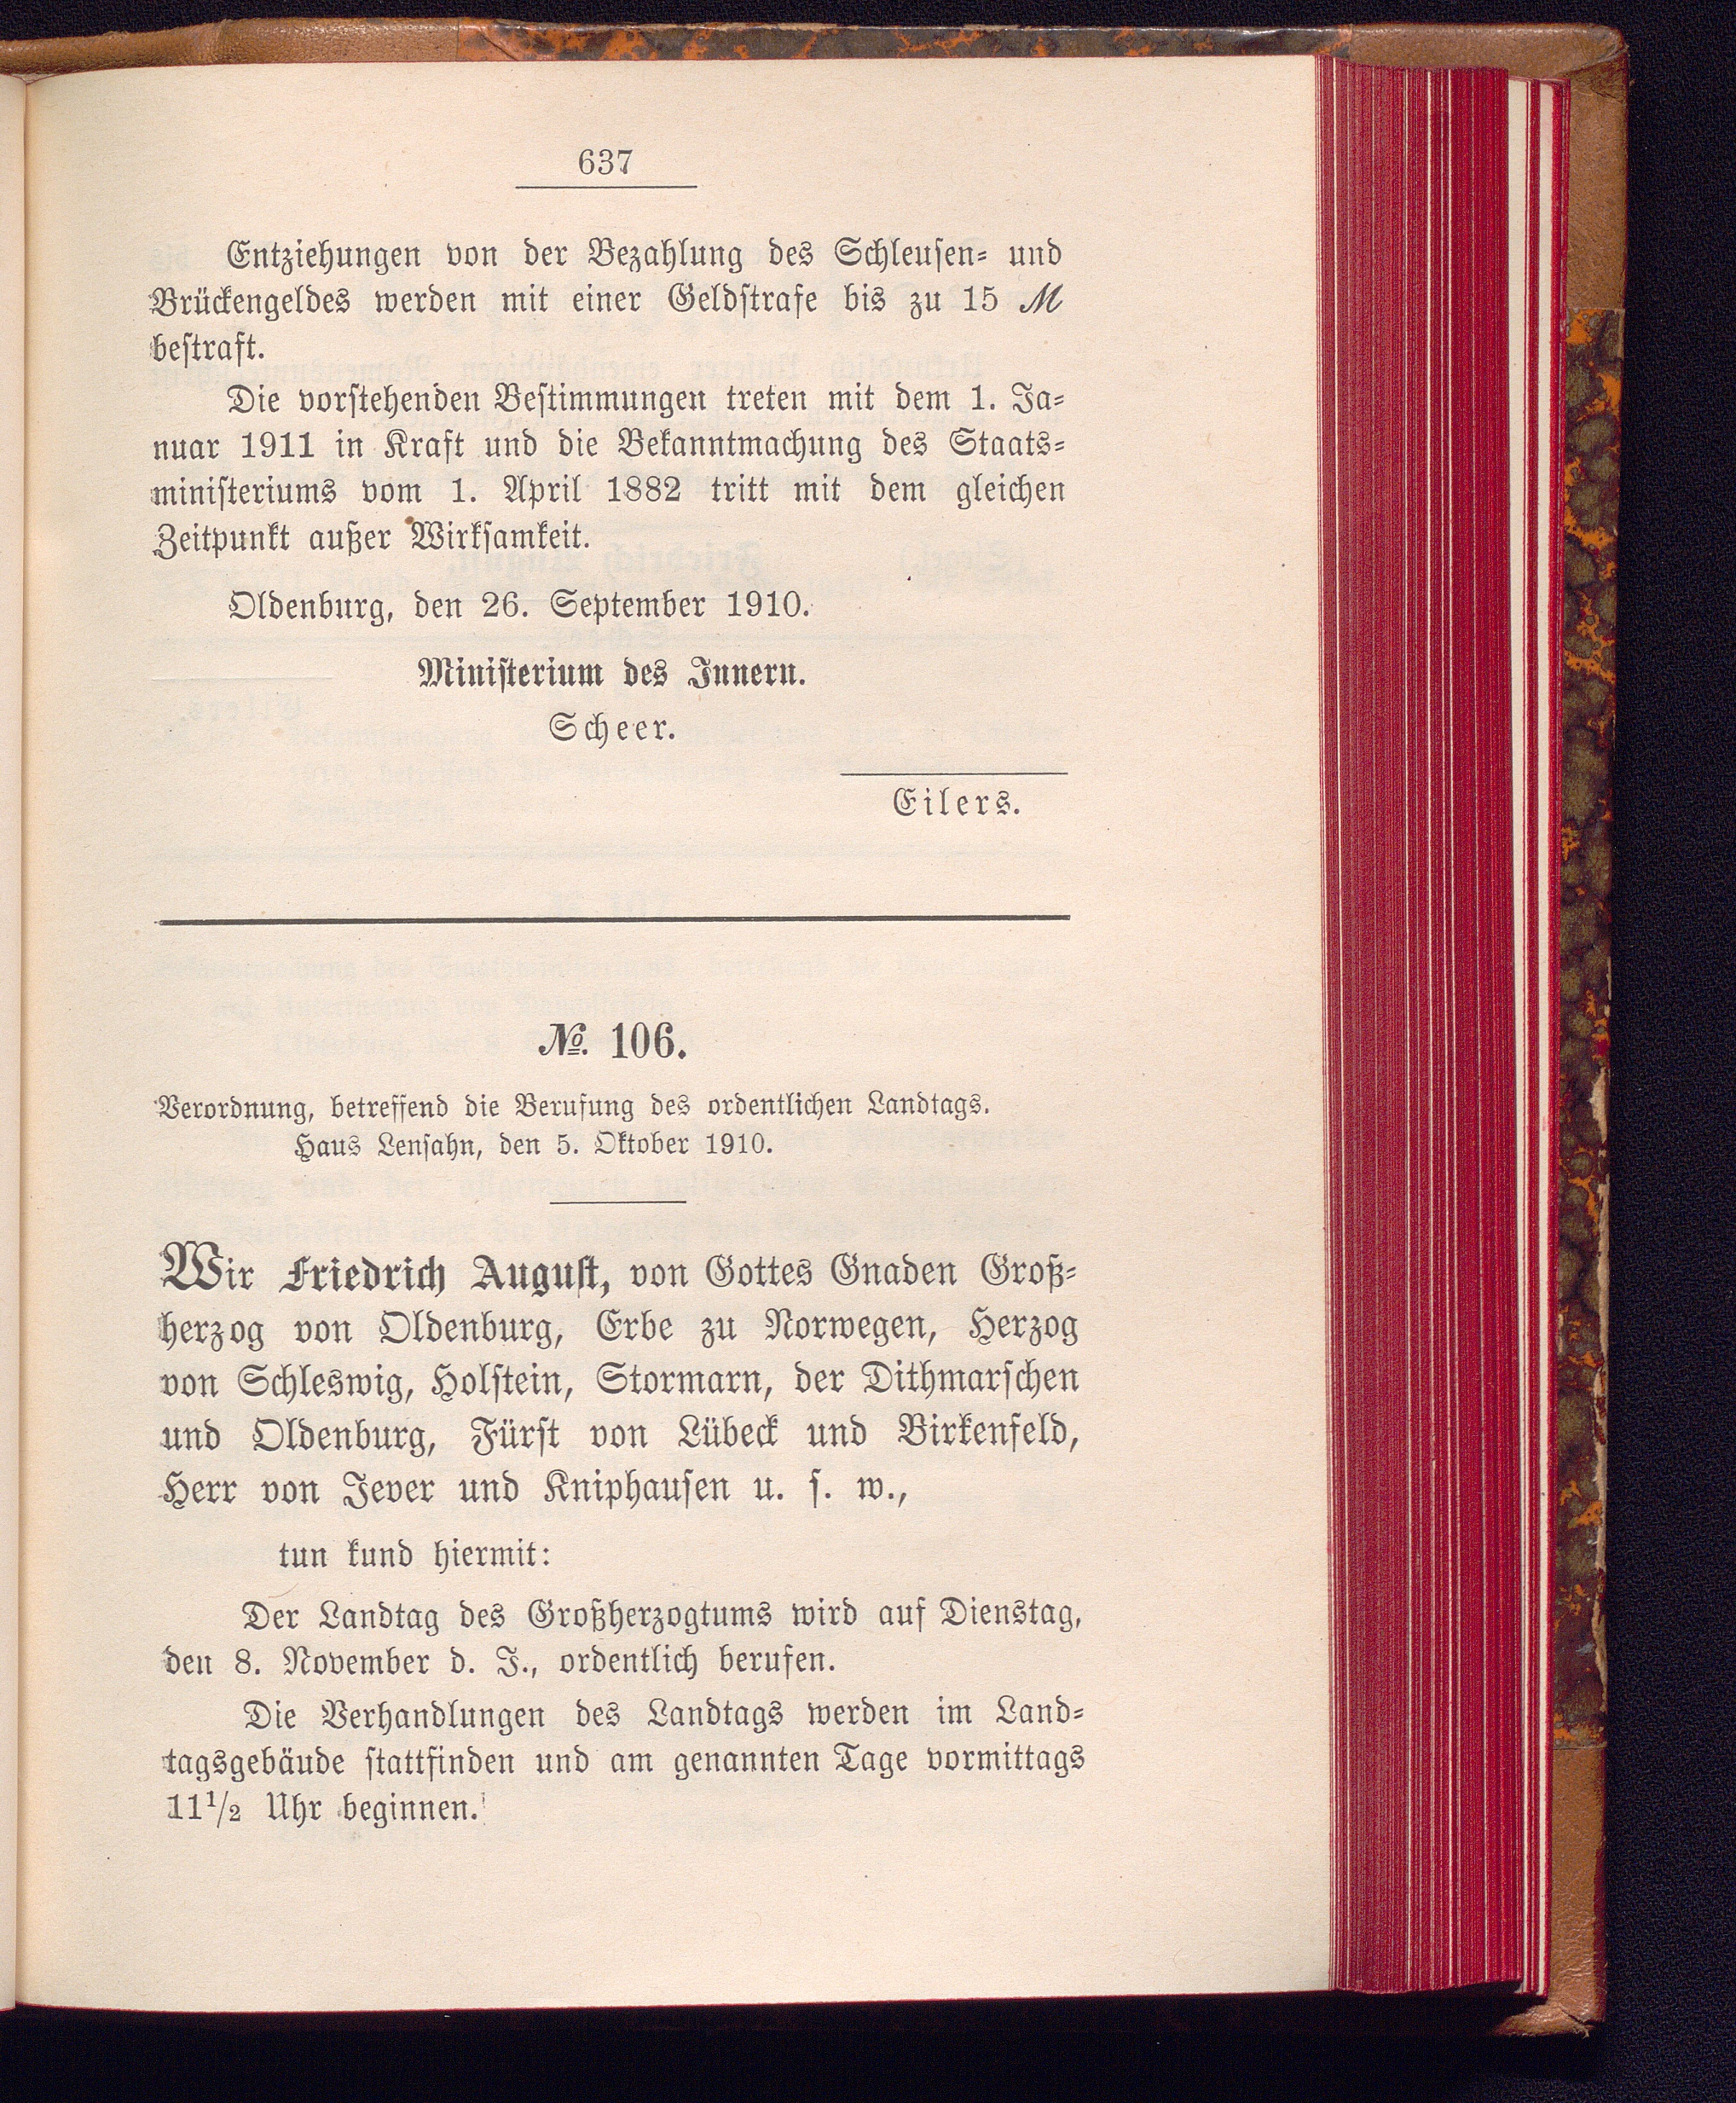 637
Entziehungen von der Bezahlung des Schleusen- und
Brückengeldes werden mit einer Geldstrafe bis zu 15 M
bestraft.
Die vorstehenden Bestimmungen treten mit dem 1. Ja-
nuar 1911 in Kraft und die Bekanntmachung des Staats-
ministeriums vom 1. April 1882 tritt mit dem gleichen
Zeitpunkt außer Wirksamkeit.
Oldenburg, den 26. September 1910.
Ministerium des Innern.
Scheer.
Eilers.
№. 106.
Verordnung, betreffend die Berufung des ordentlichen Landtags.
Haus Lensahn, den 5. Oktober 1910.
Wir Friedrich August, von Gottes Gnaden Groß-
herzog von Oldenburg, Erbe zu Norwegen, Herzog
von Schleswig, Holstein, Stormarn, der Dithmarschen
und Oldenburg, Fürst von Lübeck und Birkenfeld,
Herr von Jever und Kniphausen u. s. w.,
tun kund hiermit:
Der Landtag des Großherzogtums wird auf Dienstag,
den 8. November d. J., ordentlich berufen.
Die Verhandlungen des Landtags werden im Land-
tagsgebäude stattfinden und am genannten Tage vormittags
11½ Uhr beginnen.